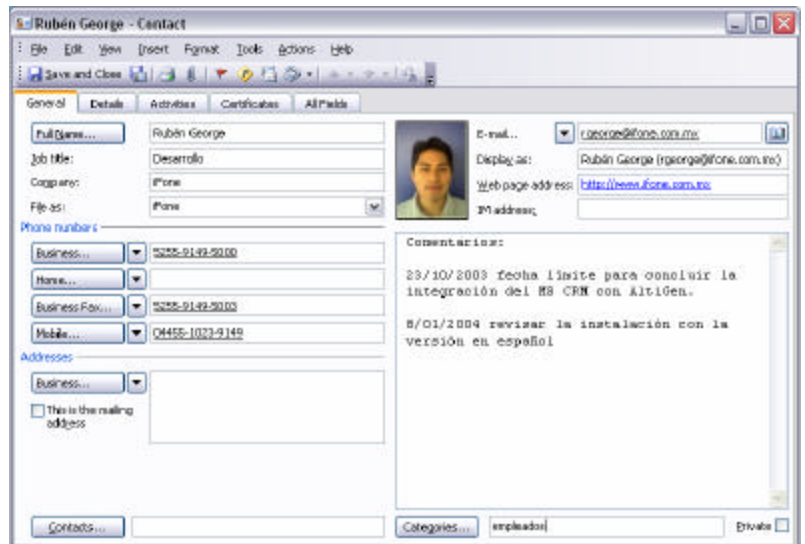 Rubén George - Contact
File Edit View Insert Format Tools Actions Help
Save and Close
General Details Activities Certificates All Fields
Full Name... Rubén George
Job title: Desarrollo
Company: iFone
File as: iFone
Phone numbers
Business... 5255-9149-5000
Home...
Business Fax... 5255-9149-5003
Mobile... 04455-1023-9149
Addresses
Business...
This is the mailing
address
Contacts...
E-mail... rgeorge@ifone.com.mx
Display as: Rubén George (rgeorge@ifone.com.mx)
Web page address: http://www.ifone.com.mx
IM address:
Comentarios:
23/10/2003 fecha límite para concluir la
integración del MS CRM con AltiGen.
8/01/2004 revisar la instalación con la
versión en español
Categories... empleados
Private